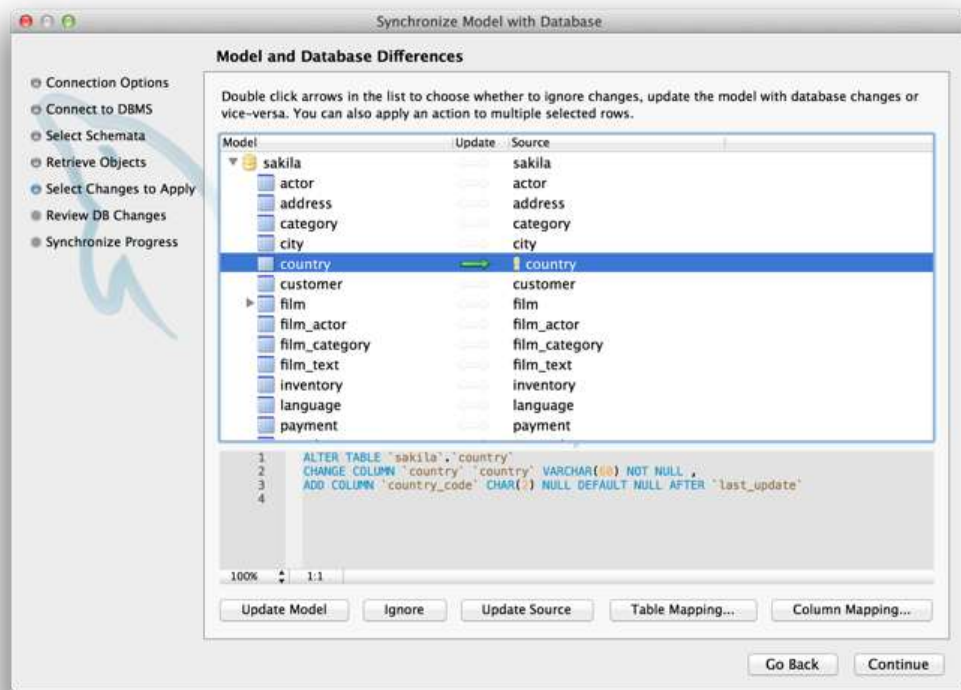 Synchronize Model with Database
Model and Database Differences
Connection Options
Connect to DBMS
Select Schemata
Retrieve Objects
Select Changes to Apply
Review DB Changes
Synchronize Progress
Double click arrows in the list to choose whether to ignore changes, update the model with database changes or
vice-versa. You can also apply an action to multiple selected rows.
Model Update Source
sakila sakila
actor actor
address address
category category
city city
country country
customer customer
film film
film_actor film_actor
film_category film_category
film_text film_text
inventory inventory
language language
payment payment
1 ALTER TABLE `sakila`.`country`
2 CHANGE COLUMN `country` `country` VARCHAR(60) NOT NULL ,
3 ADD COLUMN `country_code` CHAR(2) NULL DEFAULT NULL AFTER `last_update`
4
100% 1:1
Update Model Ignore Update Source Table Mapping... Column Mapping...
Go Back Continue